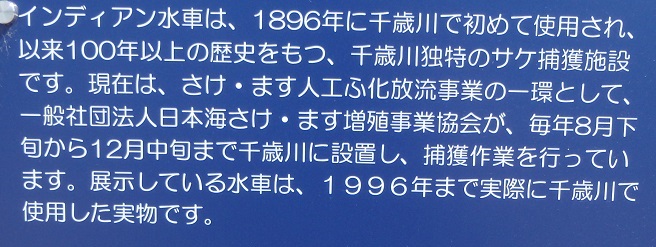 インディアン水車は、1896年に千歳川で初めて使用され、
以来100年以上の歴史をもつ、千歳川独特のサケ捕獲施設
です。現在は、さけ・ます人工ふ化放流事業の一環として、
一般社団法人日本海さけ・ます増殖事業協会が、毎年8月下
旬から12月中旬まで千歳川に設置し、捕獲作業を行ってい
ます。展示している水車は、１９９６年まで実際に千歳川で
使用した実物です。